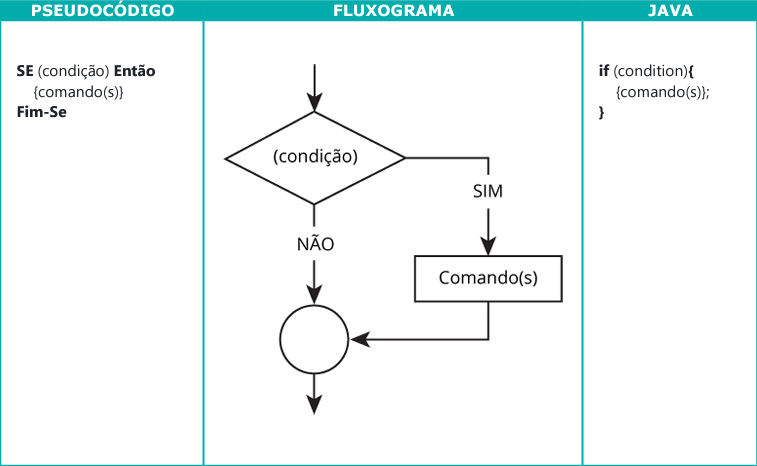 PSEUDOCÓDIGO
FLUXOGRAMA
JAVA
SE (condição) Então
{comando(s)}
Fim-Se
(condição)
SIM
NÃO
Comando(s)
if (condition){
{comando(s)};
}